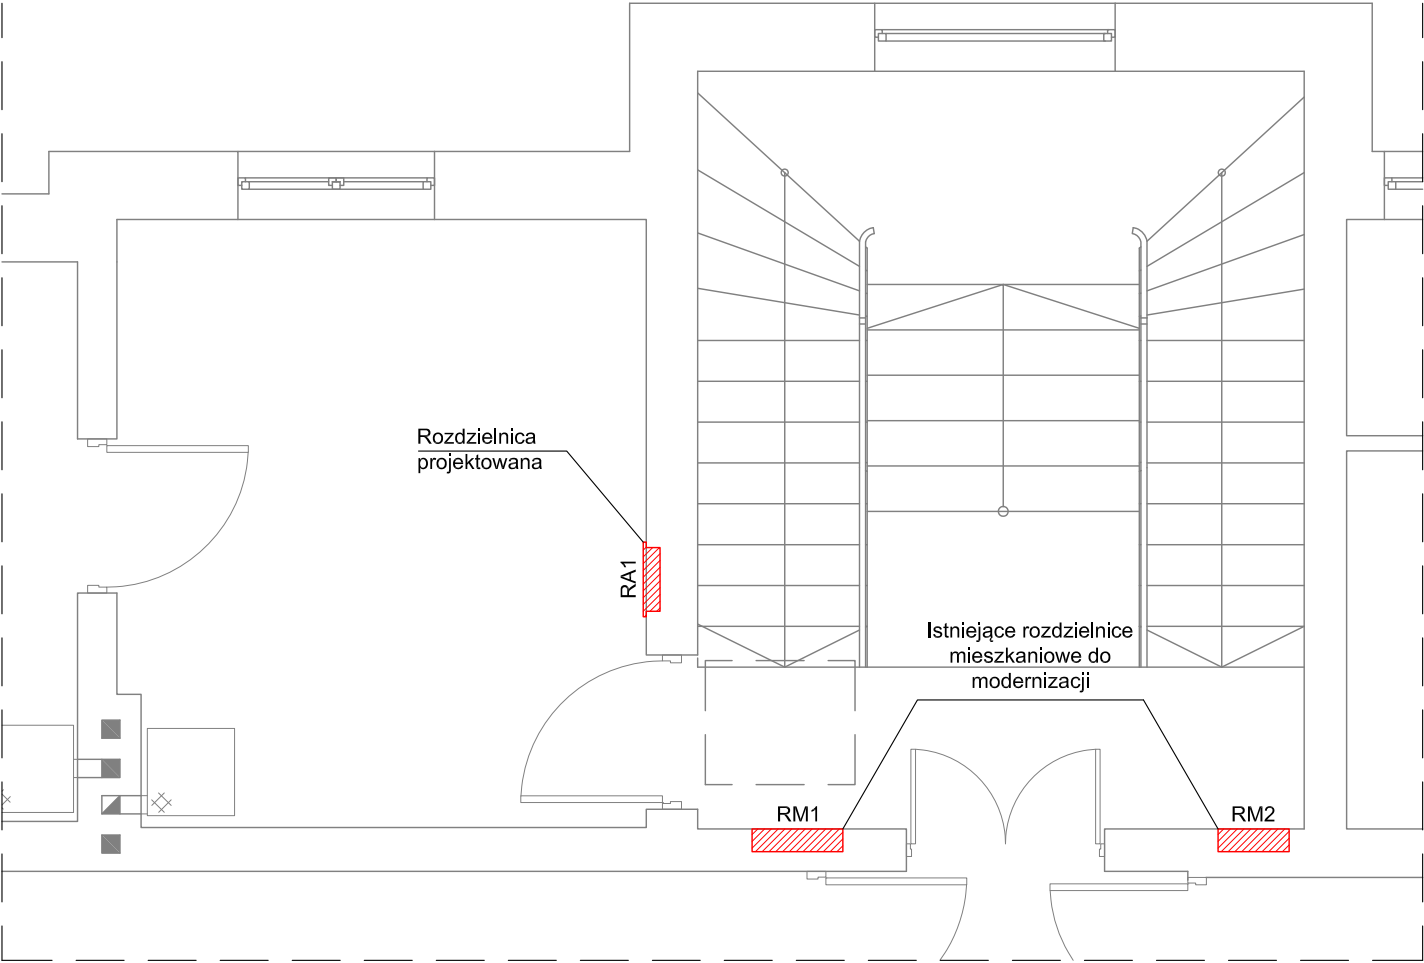 Rozdzielnica
projektowana
RA1
Istniejące rozdzielnice
mieszkaniowe do
modernizacji
RM1
RM2